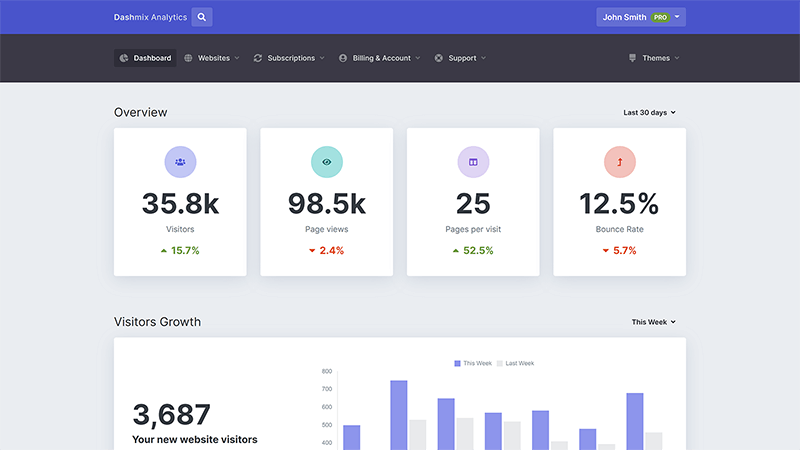 Dashmix Analytics
John Smith PRO
Dashboard Websites Subscriptions Billing & Account Support Themes
Overview Last 30 days
35.8k 98.5k 25 12.5%
Visitors Page views Pages per visit Bounce Rate
15.7% 2.4% 52.5% 5.7%
Visitors Growth This Week
This Week Last Week
800
700
600
500
400
3,687
Your new website visitors